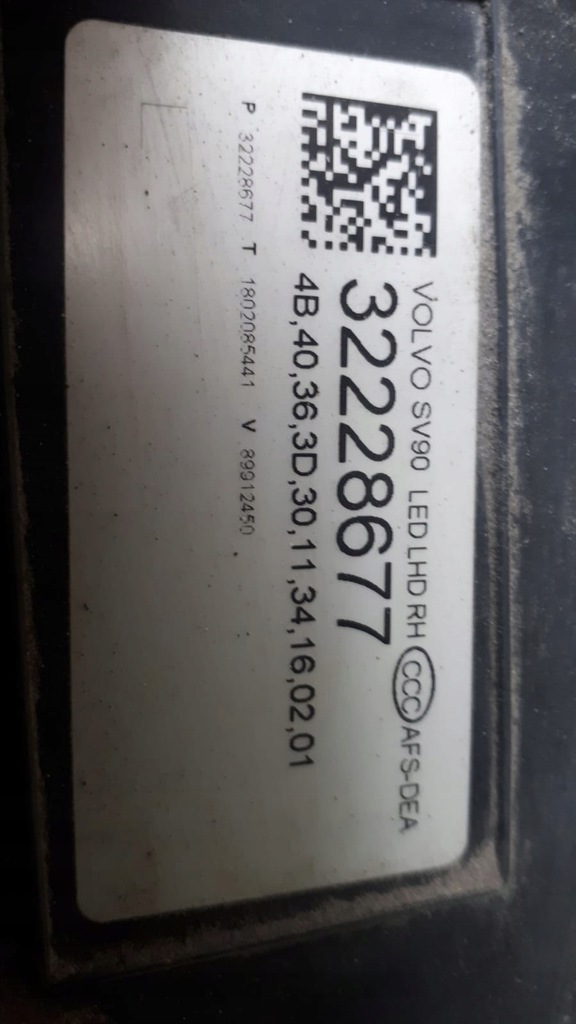 VOLVO SV90 LED LHD RH CCC AFS-DEA
32228677
4B,40,36,3D,30,11,34,16,02,01
P 32228677 T 1802085441 V 89912450